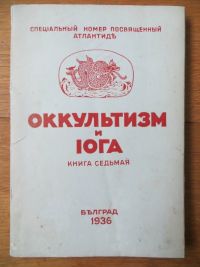 СПЕЦІАЛЬНЫЙ НОМЕР ПОСВЯЩЕННЫЙ
АТЛАНТИДѢ
ОККУЛЬТИЗМ
И
ІОГА
КНИГА СЕДЬМАЯ
БѢЛГРАД
1936